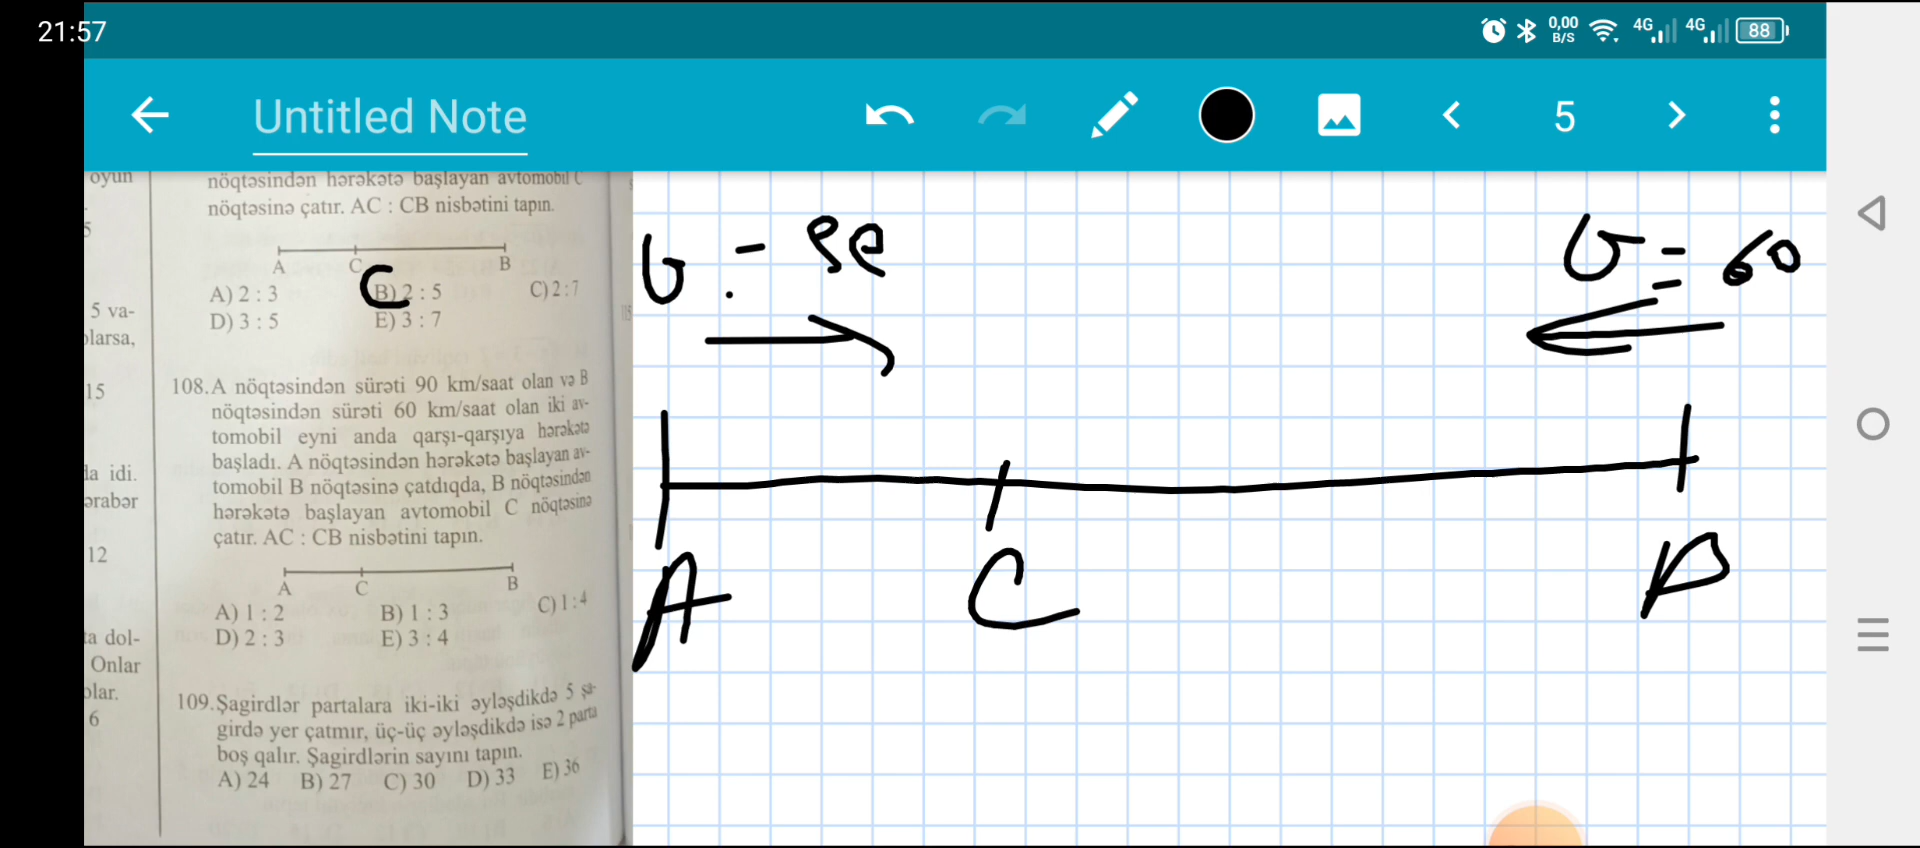 21:57
0,00
B/S
4G
4G
88
Untitled Note
5
oyun
5
5 va-
olarsa,
15
la idi.
ərabər
12
ta dol-
Onlar
olar.
6
nöqtəsindən hərəkətə başlayan avtomobil C
nöqtəsinə çatır. AC : CB nisbətini tapın.
A C B
C
A) 2 : 3 B) 2 : 5 C) 2 : 7
D) 3 : 5 E) 3 : 7
108. A nöqtəsindən sürəti 90 km/saat olan və B
nöqtəsindən sürəti 60 km/saat olan iki av-
tomobil eyni anda qarşı-qarşıya hərəkətə
başladı. A nöqtəsindən hərəkətə başlayan av-
tomobil B nöqtəsinə çatdıqda, B nöqtəsindən
hərəkətə başlayan avtomobil C nöqtəsinə
çatır. AC : CB nisbətini tapın.
A C B
A) 1 : 2 B) 1 : 3 C) 1 : 4
D) 2 : 3 E) 3 : 4
109. Şagirdlər partalara iki-iki əyləşdikdə 5 şa-
girdə yer çatmır, üç-üç əyləşdikdə isə 2 parta
boş qalır. Şagirdlərin sayını tapın.
A) 24 B) 27 C) 30 D) 33 E) 36
= 60
A C